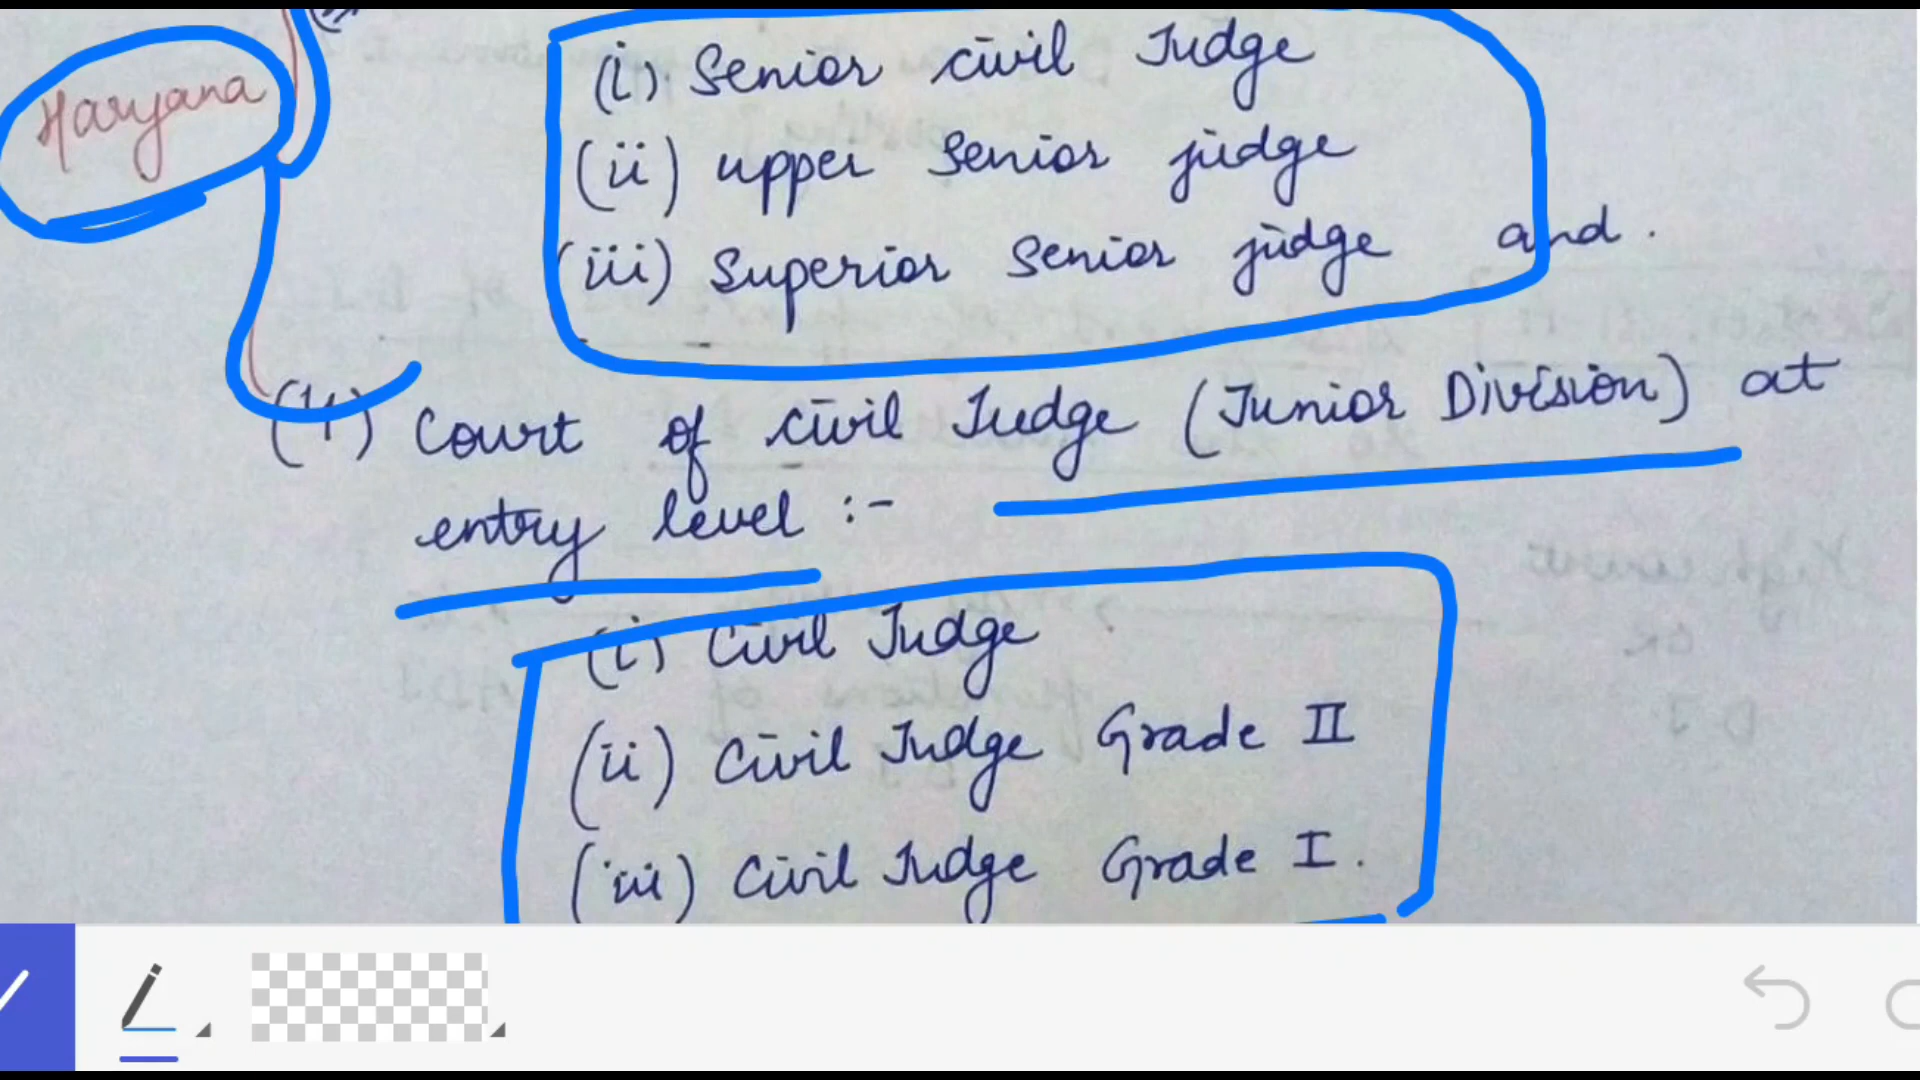 Haryana
(i) Senior civil Judge
(ii) upper Senior judge
(iii) Superior Senior judge and.
(4) Court of civil Judge (Junior Division) at
entry level :-
(i) Civil Judge
(ii) Civil Judge Grade II
(iii) Civil Judge Grade I.